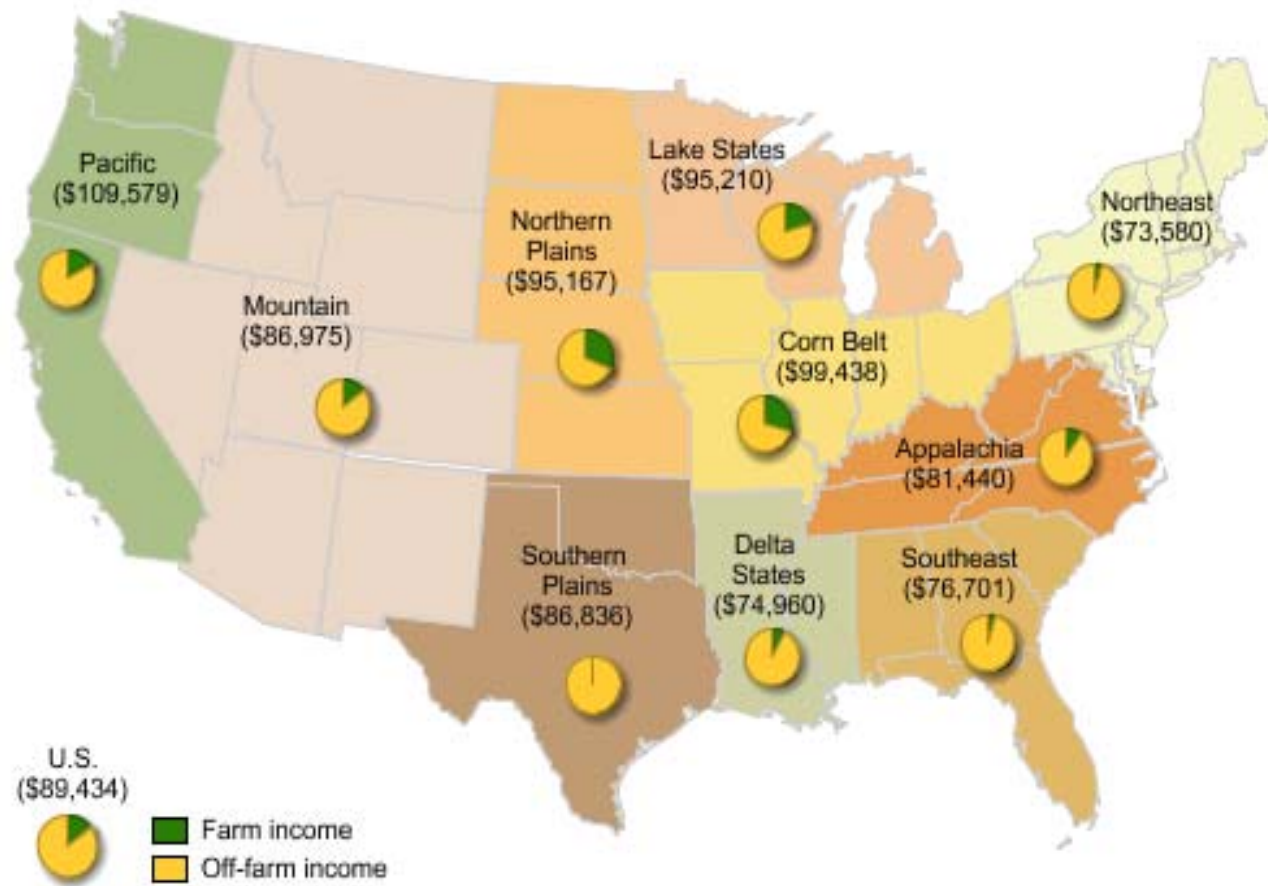 Pacific
($109,579)
Mountain
($86,975)
Northern
Plains
($95,167)
Lake States
($95,210)
Northeast
($73,580)
Corn Belt
($99,438)
Appalachia
($81,440)
Southern
Plains
($86,836)
Delta
States
($74,960)
Southeast
($76,701)
U.S.
($89,434)
Farm income
Off-farm income